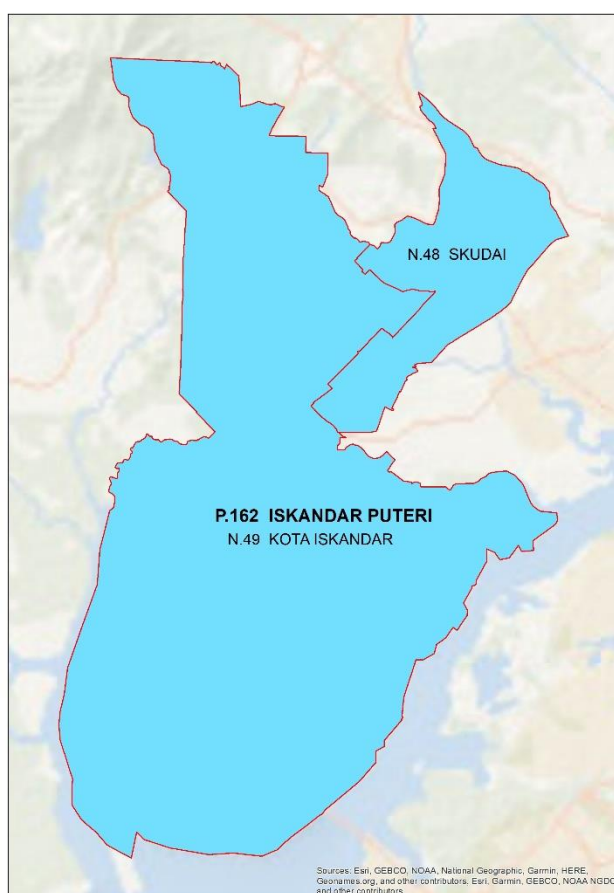 N.48 SKUDAI
P.162 ISKANDAR PUTERI
N.49 KOTA ISKANDAR
Sources: Esri, GEBCO, NOAA, National Geographic, Garmin, HERE,
Geonames.org, and other contributors. Esri, Garmin, GEBCO, NOAA NGDC,
and other contributors